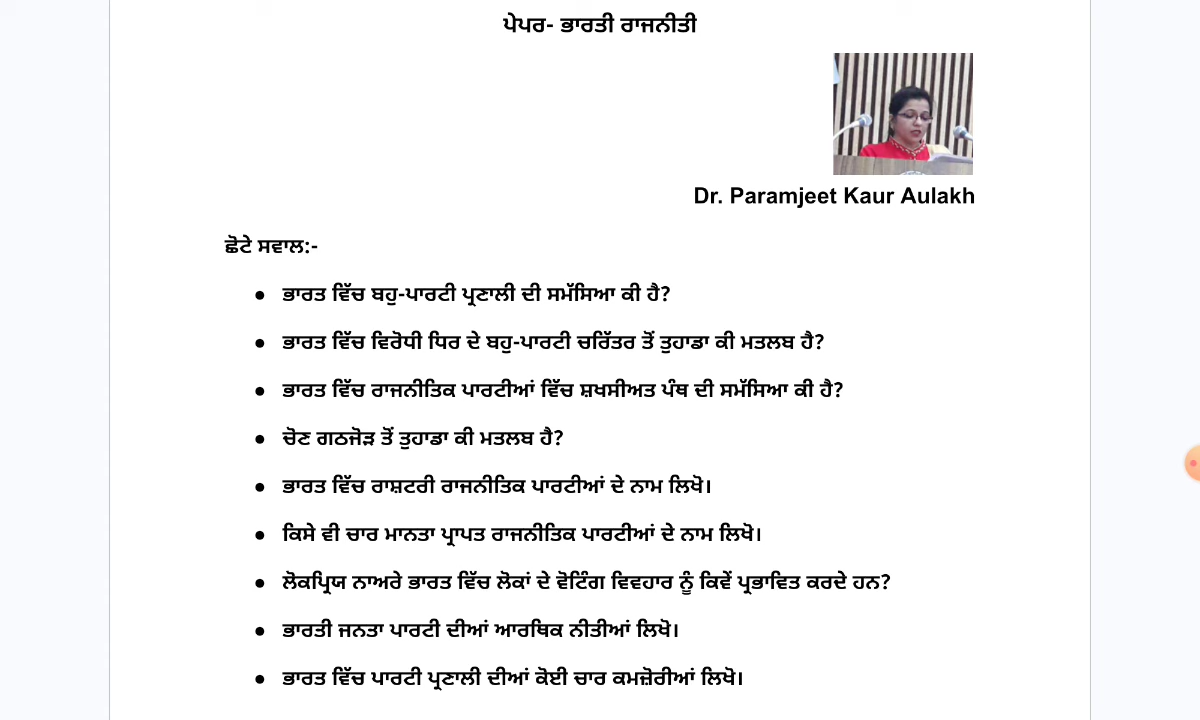 ਪੇਪਰ- ਭਾਰਤੀ ਰਾਜਨੀਤੀ
Dr. Paramjeet Kaur Aulakh
ਛੋਟੇ ਸਵਾਲ:-
● ਭਾਰਤ ਵਿੱਚ ਬਹੁ-ਪਾਰਟੀ ਪ੍ਰਣਾਲੀ ਦੀ ਸਮੱਸਿਆ ਕੀ ਹੈ?
● ਭਾਰਤ ਵਿੱਚ ਵਿਰੋਧੀ ਧਿਰ ਦੇ ਬਹੁ-ਪਾਰਟੀ ਚਰਿੱਤਰ ਤੋਂ ਤੁਹਾਡਾ ਕੀ ਮਤਲਬ ਹੈ?
● ਭਾਰਤ ਵਿੱਚ ਰਾਜਨੀਤਿਕ ਪਾਰਟੀਆਂ ਵਿੱਚ ਸ਼ਖਸੀਅਤ ਪੰਥ ਦੀ ਸਮੱਸਿਆ ਕੀ ਹੈ?
● ਚੋਣ ਗਠਜੋੜ ਤੋਂ ਤੁਹਾਡਾ ਕੀ ਮਤਲਬ ਹੈ?
● ਭਾਰਤ ਵਿੱਚ ਰਾਸ਼ਟਰੀ ਰਾਜਨੀਤਿਕ ਪਾਰਟੀਆਂ ਦੇ ਨਾਮ ਲਿਖੋ।
● ਕਿਸੇ ਵੀ ਚਾਰ ਮਾਨਤਾ ਪ੍ਰਾਪਤ ਰਾਜਨੀਤਿਕ ਪਾਰਟੀਆਂ ਦੇ ਨਾਮ ਲਿਖੋ।
● ਲੋਕਪ੍ਰਿਯ ਨਾਅਰੇ ਭਾਰਤ ਵਿੱਚ ਲੋਕਾਂ ਦੇ ਵੋਟਿੰਗ ਵਿਵਹਾਰ ਨੂੰ ਕਿਵੇਂ ਪ੍ਰਭਾਵਿਤ ਕਰਦੇ ਹਨ?
● ਭਾਰਤੀ ਜਨਤਾ ਪਾਰਟੀ ਦੀਆਂ ਆਰਥਿਕ ਨੀਤੀਆਂ ਲਿਖੋ।
● ਭਾਰਤ ਵਿੱਚ ਪਾਰਟੀ ਪ੍ਰਣਾਲੀ ਦੀਆਂ ਕੋਈ ਚਾਰ ਕਮਜ਼ੋਰੀਆਂ ਲਿਖੋ।